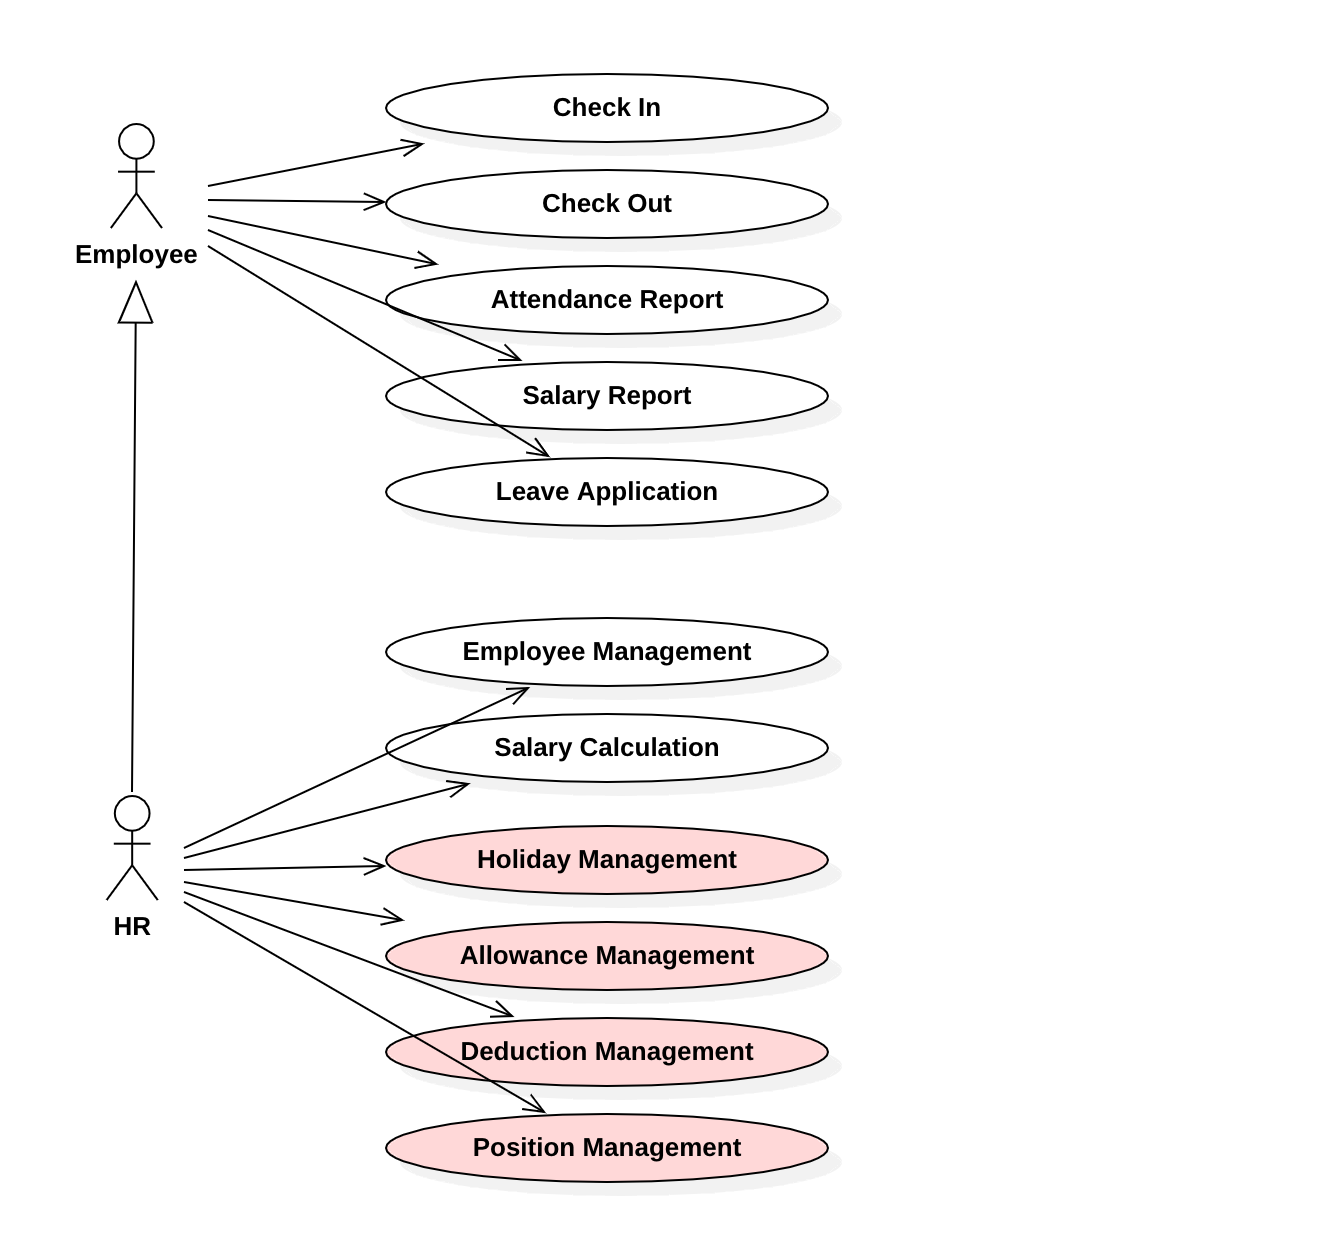 Check In
Employee
Check Out
Attendance Report
Salary Report
Leave Application
Employee Management
Salary Calculation
HR
Holiday Management
Allowance Management
Deduction Management
Position Management